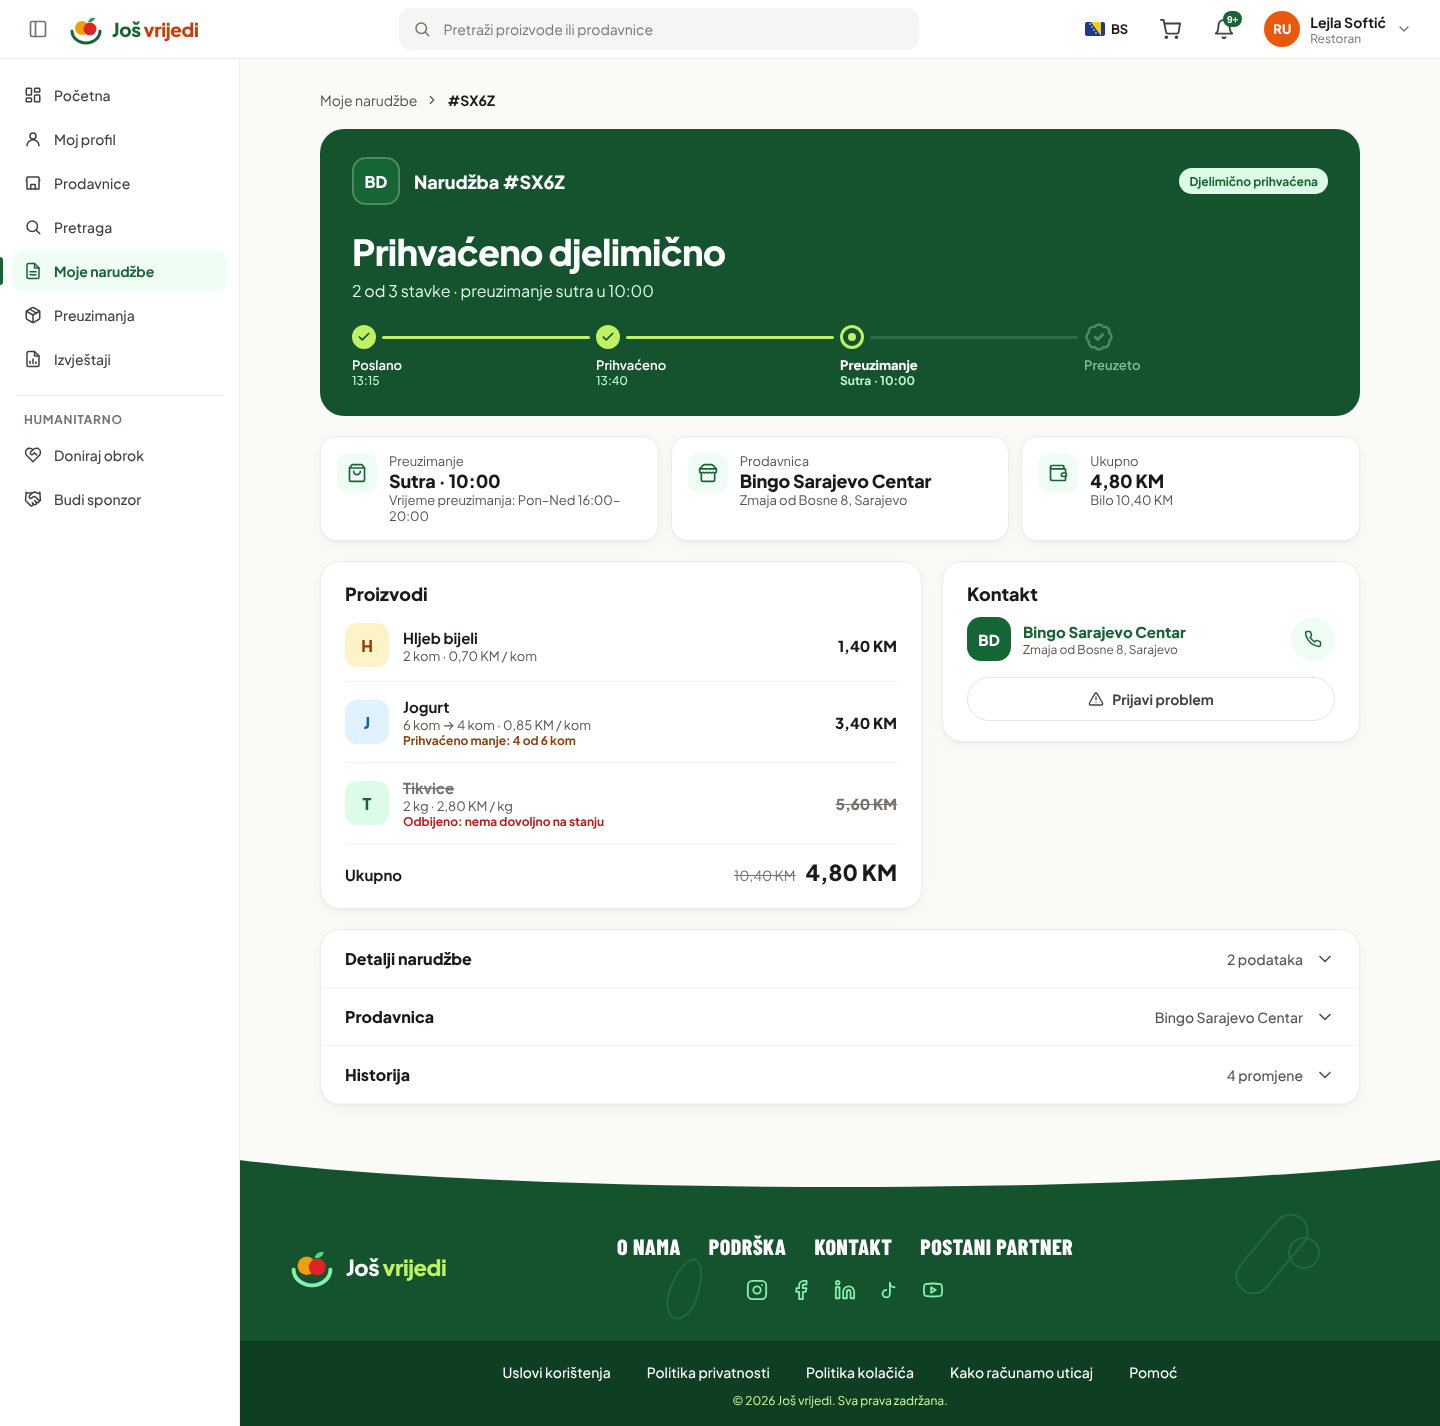 Još vrijedi
Pretraži proizvode ili prodavnice
BS
9+
RU
Lejla Softić
Restoran
Početna
Moj profil
Prodavnice
Pretraga
Moje narudžbe
Preuzimanja
Izvještaji
HUMANITARNO
Doniraj obrok
Budi sponzor
Moje narudžbe
#SX6Z
BD
Narudžba #SX6Z
Djelimično prihvaćena
Prihvaćeno djelimično
2 od 3 stavke · preuzimanje sutra u 10:00
Poslano
13:15
Prihvaćeno
13:40
Preuzimanje
Sutra · 10:00
Preuzeto
Preuzimanje
Sutra · 10:00
Vrijeme preuzimanja: Pon–Ned 16:00–
20:00
Prodavnica
Bingo Sarajevo Centar
Zmaja od Bosne 8, Sarajevo
Ukupno
4,80 KM
Bilo 10,40 KM
Proizvodi
H
Hljeb bijeli
2 kom · 0,70 KM / kom
1,40 KM
J
Jogurt
6 kom → 4 kom · 0,85 KM / kom
Prihvaćeno manje: 4 od 6 kom
3,40 KM
T
Tikvice
2 kg · 2,80 KM / kg
Odbijeno: nema dovoljno na stanju
5,60 KM
Ukupno
10,40 KM 4,80 KM
Kontakt
BD
Bingo Sarajevo Centar
Zmaja od Bosne 8, Sarajevo
Prijavi problem
Detalji narudžbe
2 podataka
Prodavnica
Bingo Sarajevo Centar
Historija
4 promjene
Još vrijedi
O NAMA
PODRŠKA
KONTAKT
POSTANI PARTNER
Uslovi korištenja
Politika privatnosti
Politika kolačića
Kako računamo uticaj
Pomoć
© 2026 Još vrijedi. Sva prava zadržana.